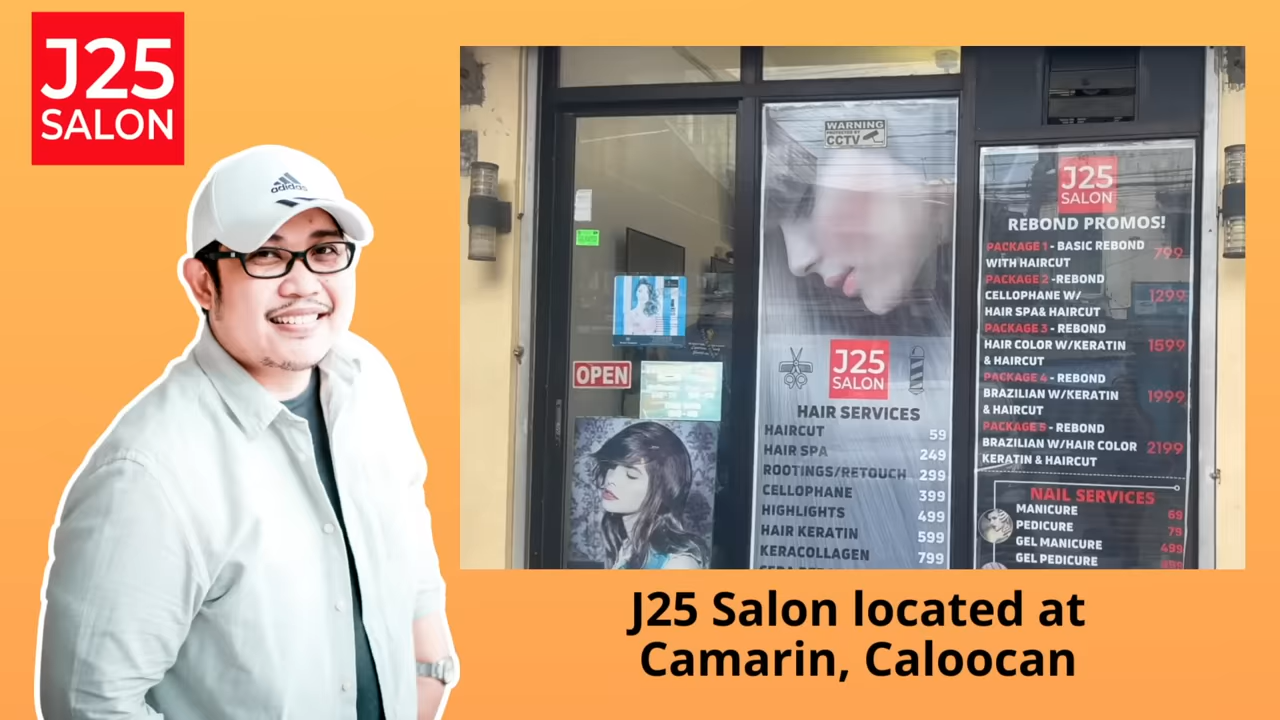 J25
SALON
adidas
WARNING
PROTECTED BY
CCTV
OPEN
J25
SALON
HAIR SERVICES
HAIRCUT 59
HAIR SPA 249
ROOTINGS/RETOUCH 299
CELLOPHANE 399
HIGHLIGHTS 499
HAIR KERATIN 599
KERACOLLAGEN 799
J25
SALON
REBOND PROMOS!
PACKAGE 1 - BASIC REBOND
WITH HAIRCUT 799
PACKAGE 2 -REBOND
CELLOPHANE W/ 1299
HAIR SPA& HAIRCUT
PACKAGE 3 - REBOND
HAIR COLOR W/KERATIN 1599
& HAIRCUT
PACKAGE 4 - REBOND
BRAZILIAN W/KERATIN 1999
& HAIRCUT
PACKAGE 5 - REBOND
BRAZILIAN W/HAIR COLOR 2199
KERATIN & HAIRCUT
NAIL SERVICES
MANICURE 69
PEDICURE 79
GEL MANICURE 499
GEL PEDICURE
J25 Salon located at
Camarin, Caloocan